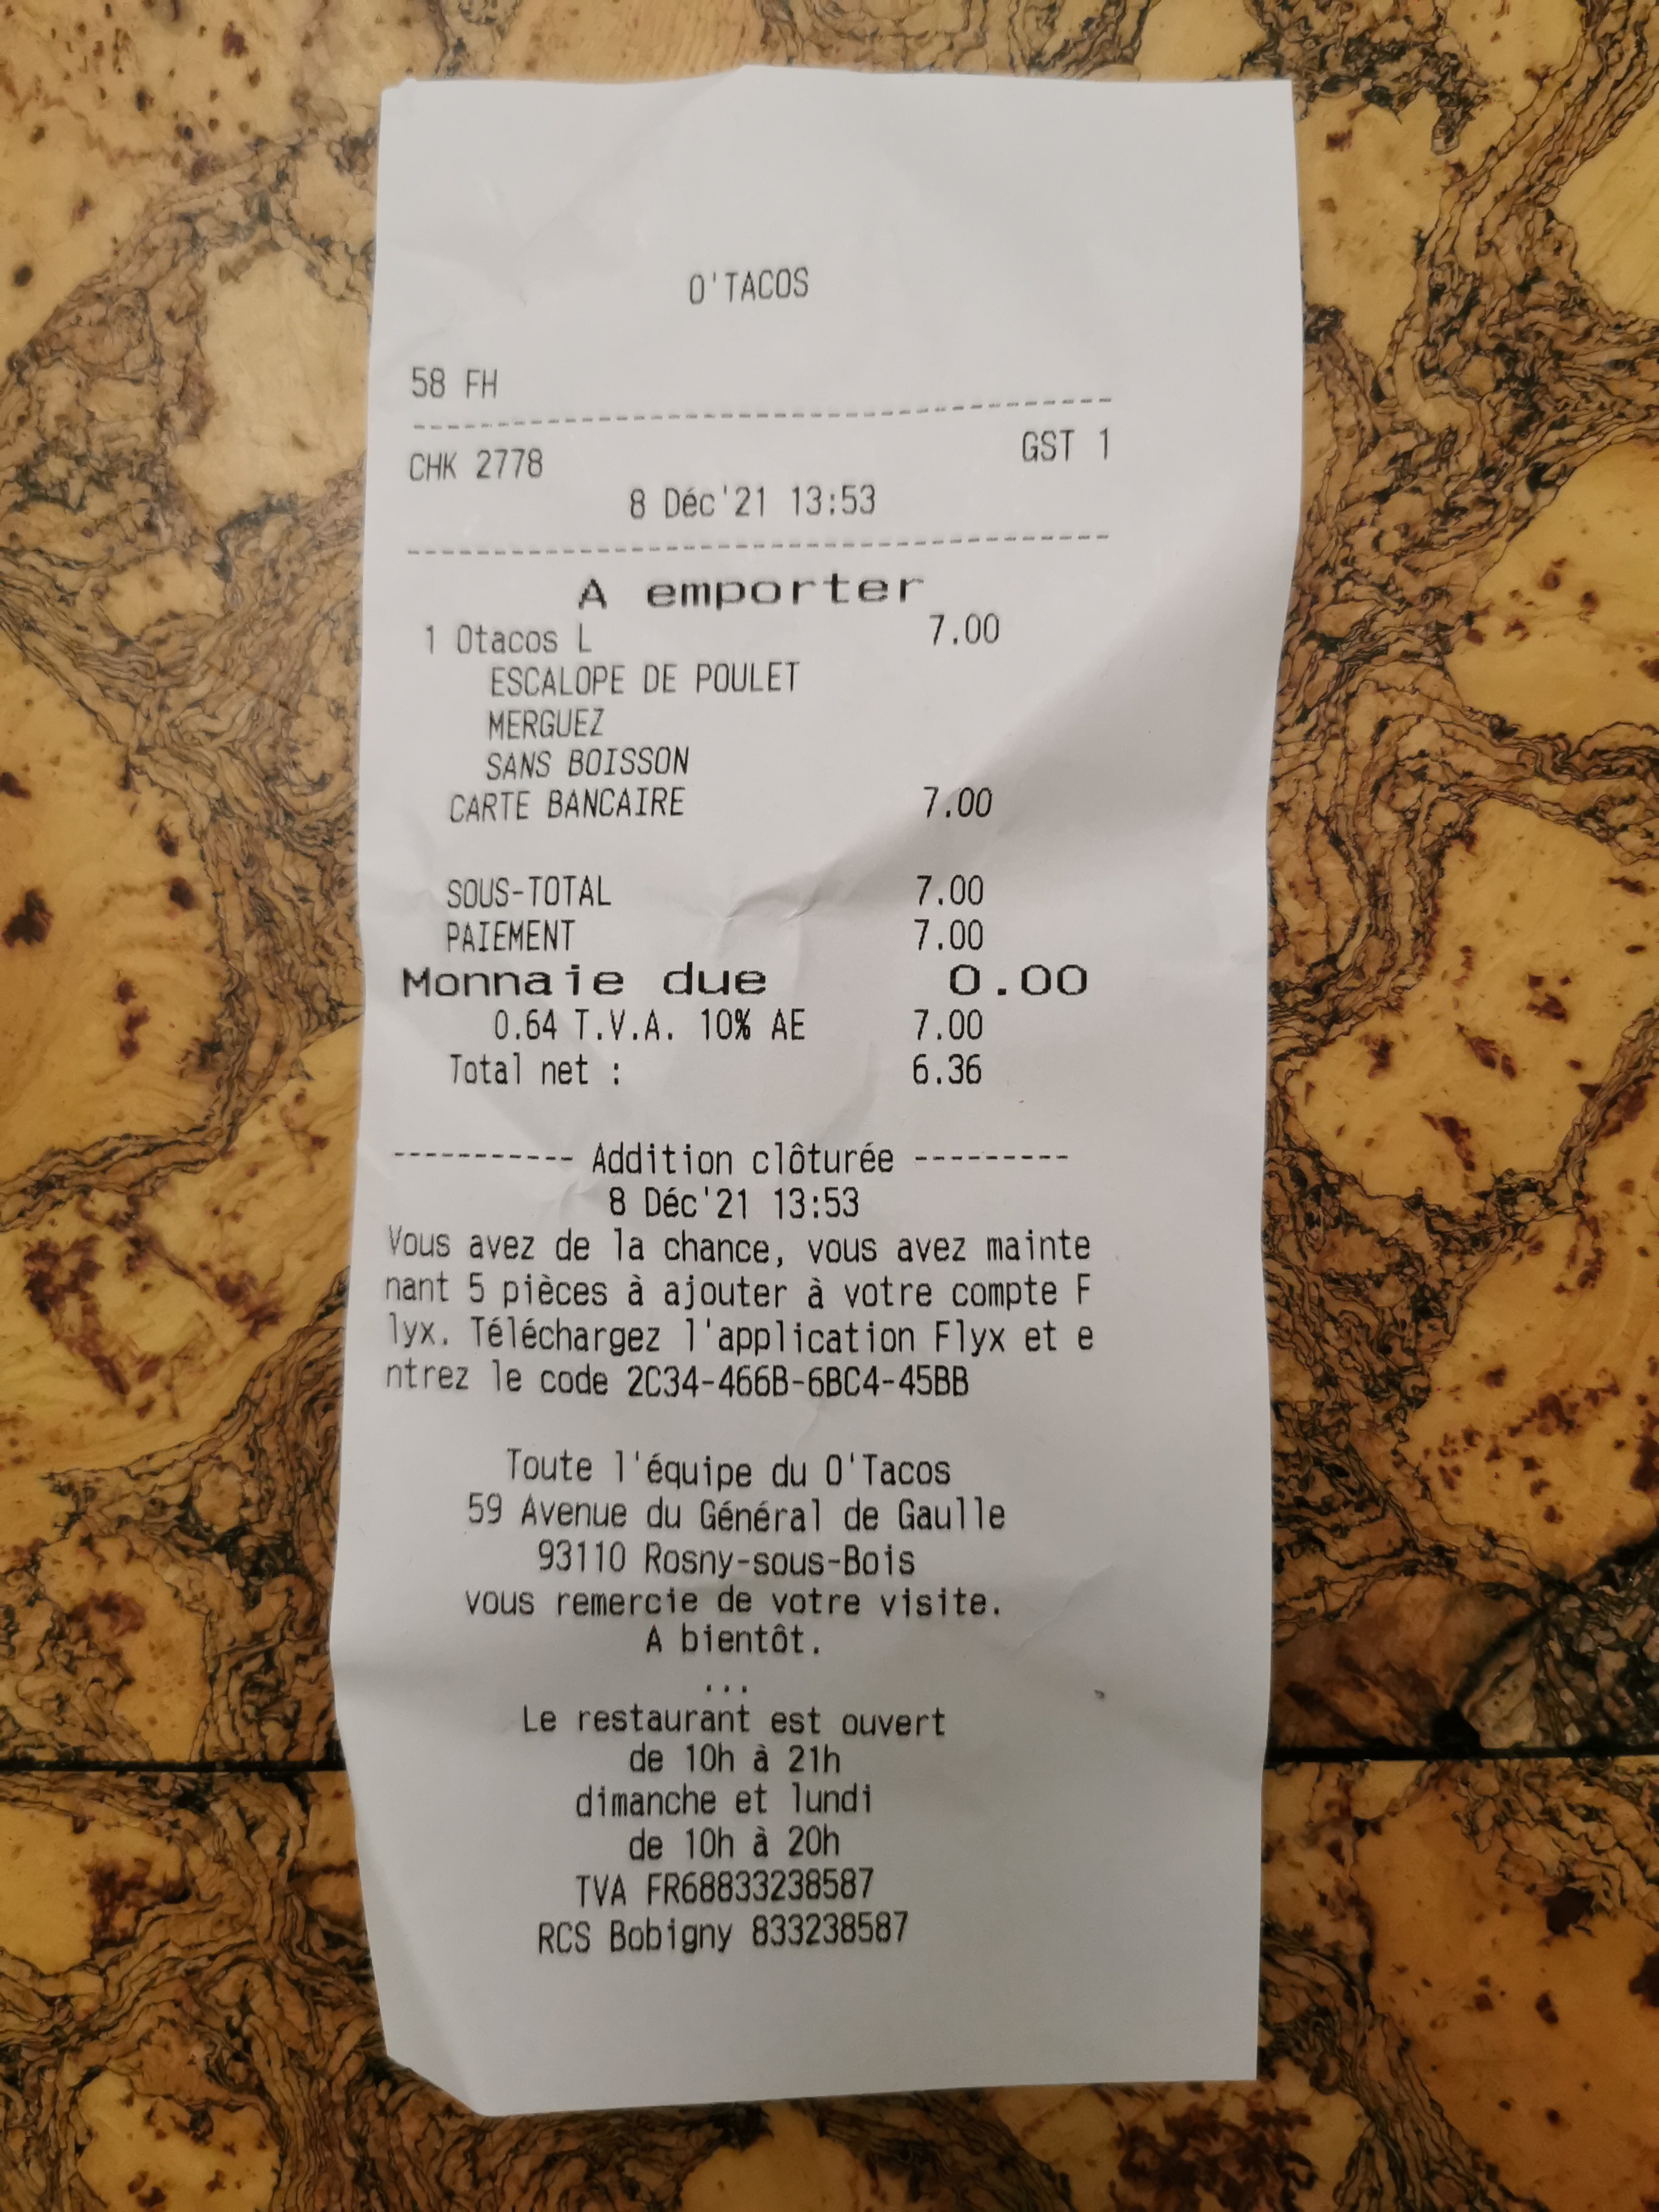 O'TACOS
58 FH
CHK 2778 GST 1
8 Déc'21 13:53
A emporter
1 Otacos L 7.00
ESCALOPE DE POULET
MERGUEZ
SANS BOISSON
CARTE BANCAIRE 7.00
SOUS-TOTAL 7.00
PAIEMENT 7.00
Monnaie due 0.00
0.64 T.V.A. 10% AE 7.00
Total net : 6.36
----------- Addition clôturée ---------
8 Déc'21 13:53
Vous avez de la chance, vous avez mainte
nant 5 pièces à ajouter à votre compte F
lyx. Téléchargez l'application Flyx et e
ntrez le code 2C34-466B-6BC4-45BB
Toute l'équipe du O'Tacos
59 Avenue du Général de Gaulle
93110 Rosny-sous-Bois
vous remercie de votre visite.
A bientôt.
...
Le restaurant est ouvert
de 10h à 21h
dimanche et lundi
de 10h à 20h
TVA FR68833238587
RCS Bobigny 833238587